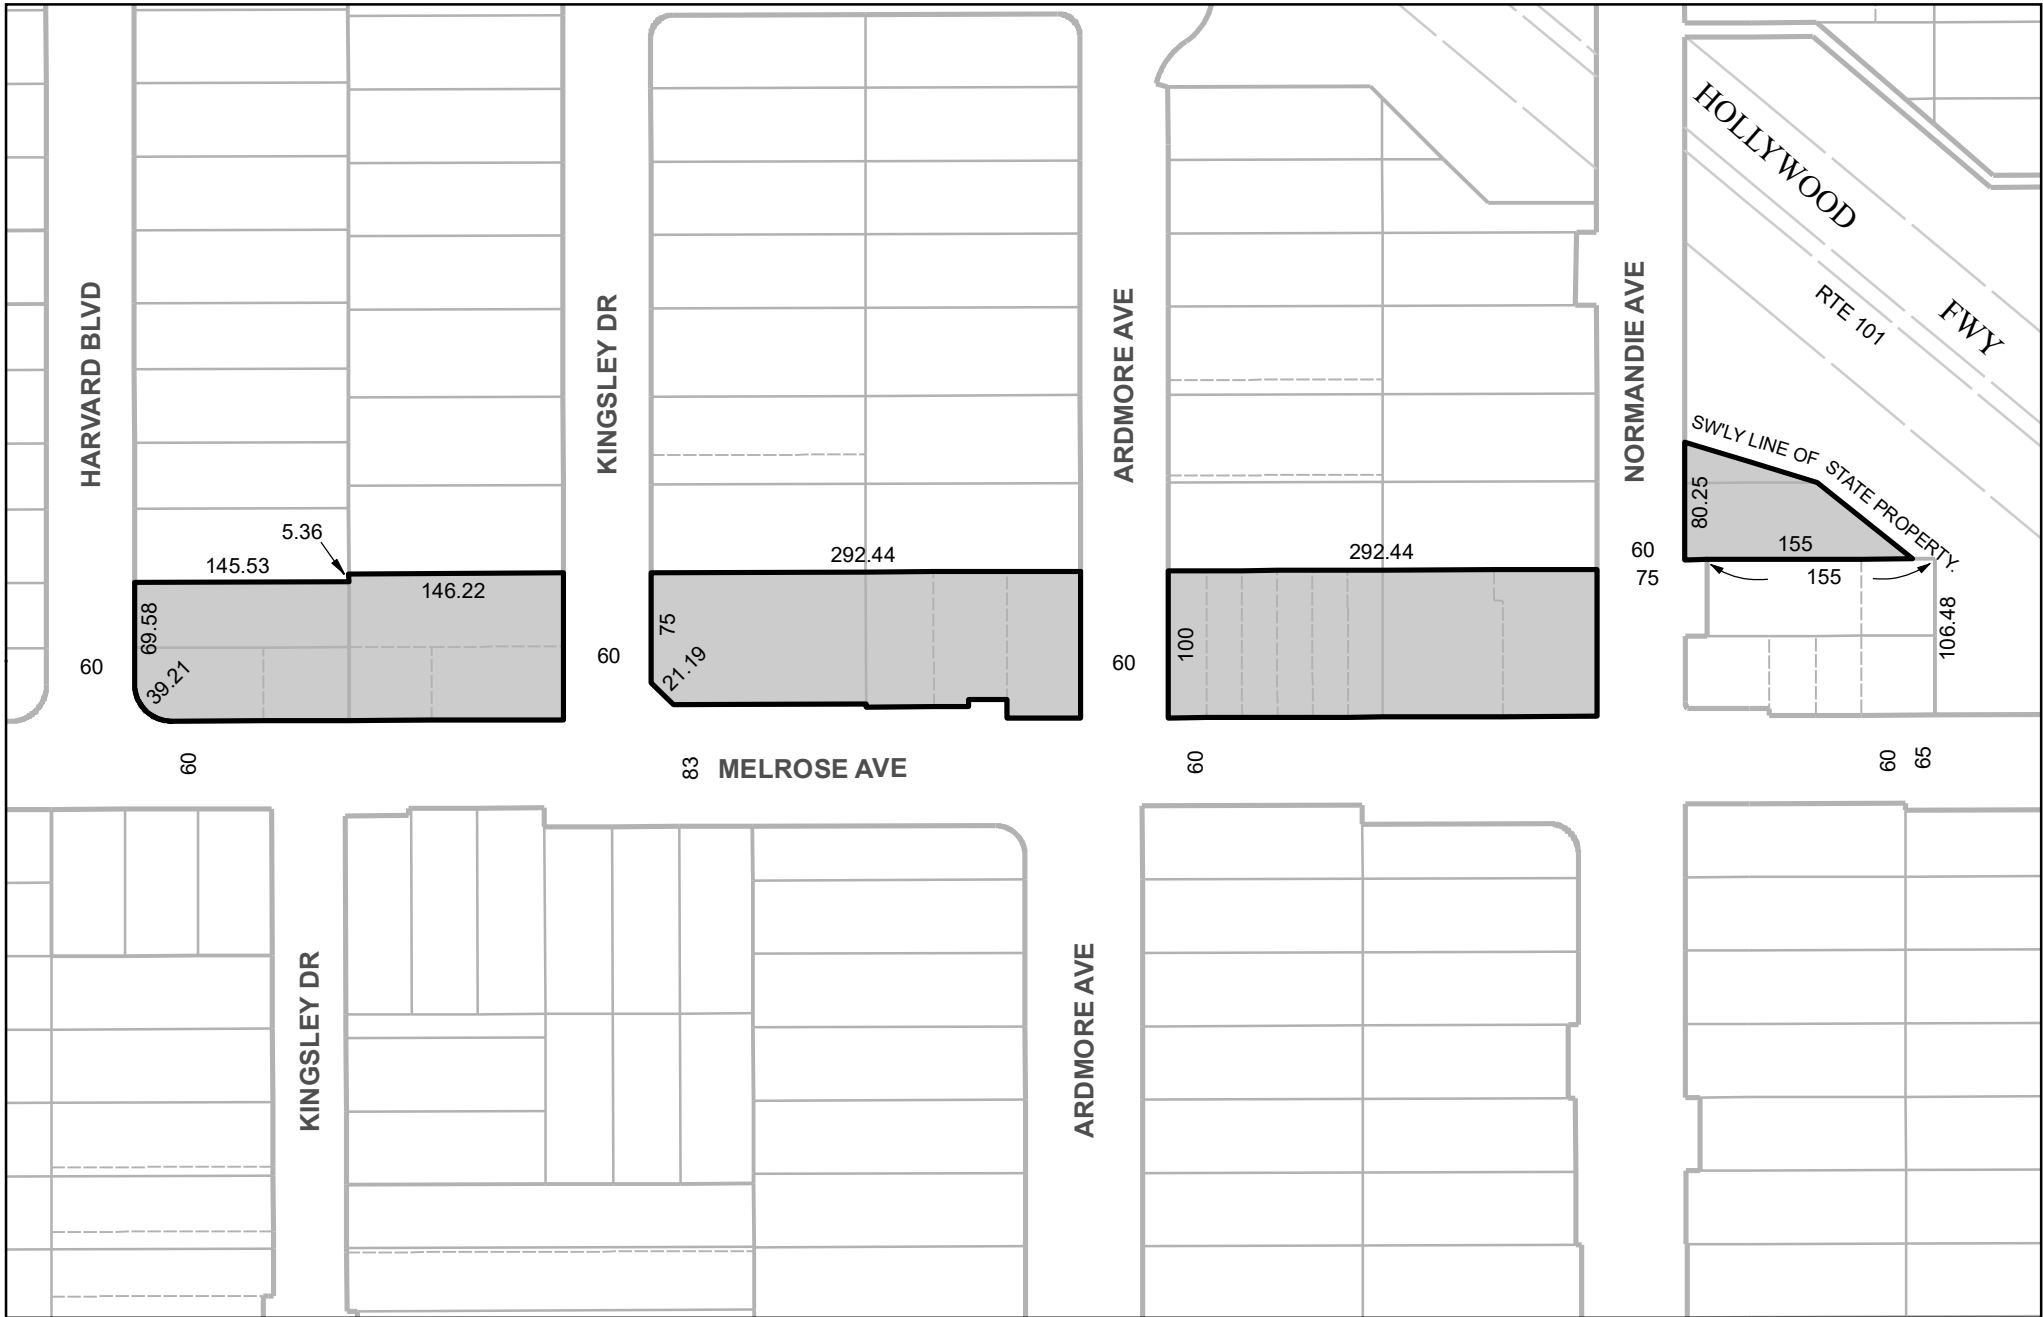 HOLLYWOOD
FWY
RTE 101
HARVARD BLVD
KINGSLEY DR
ARDMORE AVE
NORMANDIE AVE
SW'LY LINE OF STATE PROPERTY.
80.25
5.36
145.53
146.22
292.44
292.44
60
75
155
155
69.58
39.21
75
21.19
100
106.48
60
60
60
60
83
MELROSE AVE
60
60
65
KINGSLEY DR
ARDMORE AVE